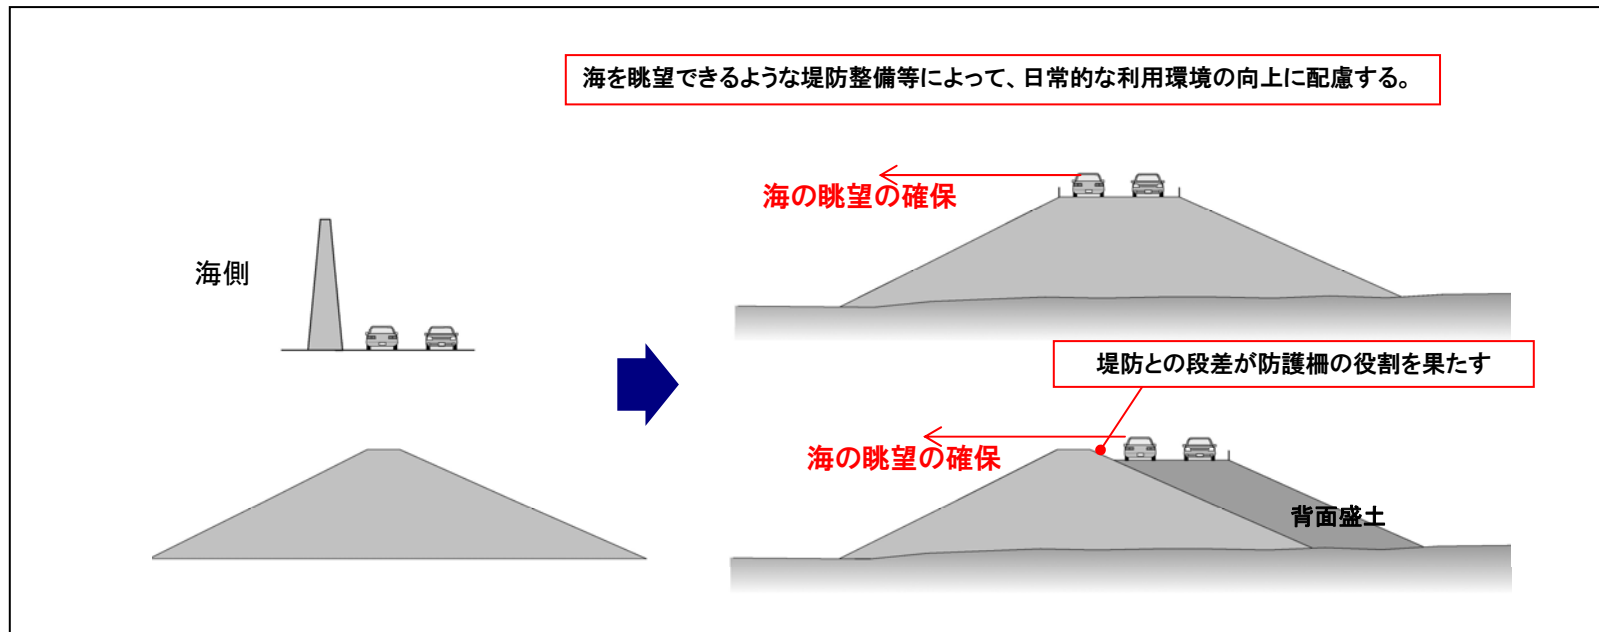 海を眺望できるような堤防整備等によって、日常的な利用環境の向上に配慮する。
海の眺望の確保
海側
堤防との段差が防護柵の役割を果たす
海の眺望の確保
背面盛土